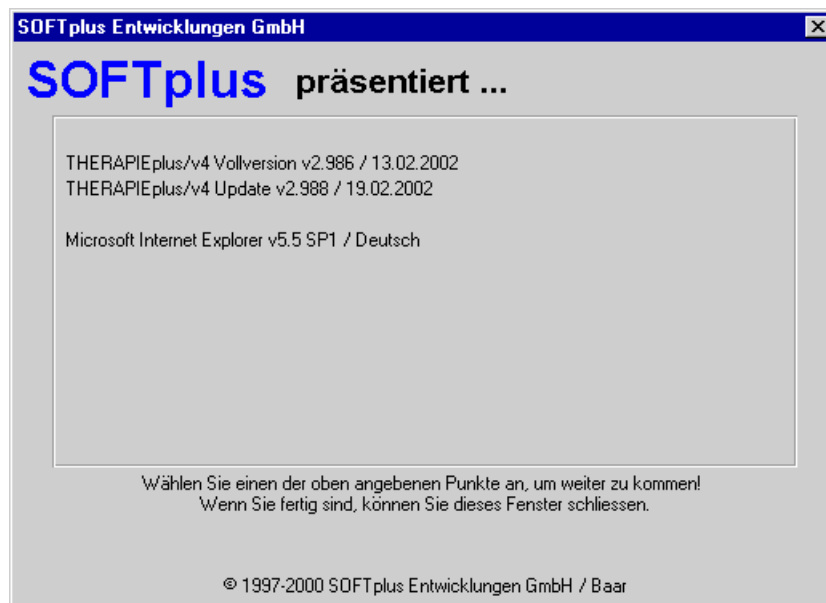 SOFTplus Entwicklungen GmbH
SOFTplus präsentiert ...
THERAPIEplus/v4 Vollversion v2.986 / 13.02.2002
THERAPIEplus/v4 Update v2.988 / 19.02.2002
Microsoft Internet Explorer v5.5 SP1 / Deutsch
Wählen Sie einen der oben angebenen Punkte an, um weiter zu kommen!
Wenn Sie fertig sind, können Sie dieses Fenster schliessen.
© 1997-2000 SOFTplus Entwicklungen GmbH / Baar